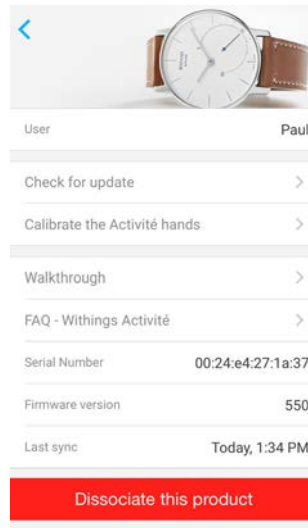 User Paul
Check for update
Calibrate the Activité hands
Walkthrough
FAQ - Withings Activité
Serial Number 00:24:e4:27:1a:37
Firmware version 550
Last sync Today, 1:34 PM
Dissociate this product